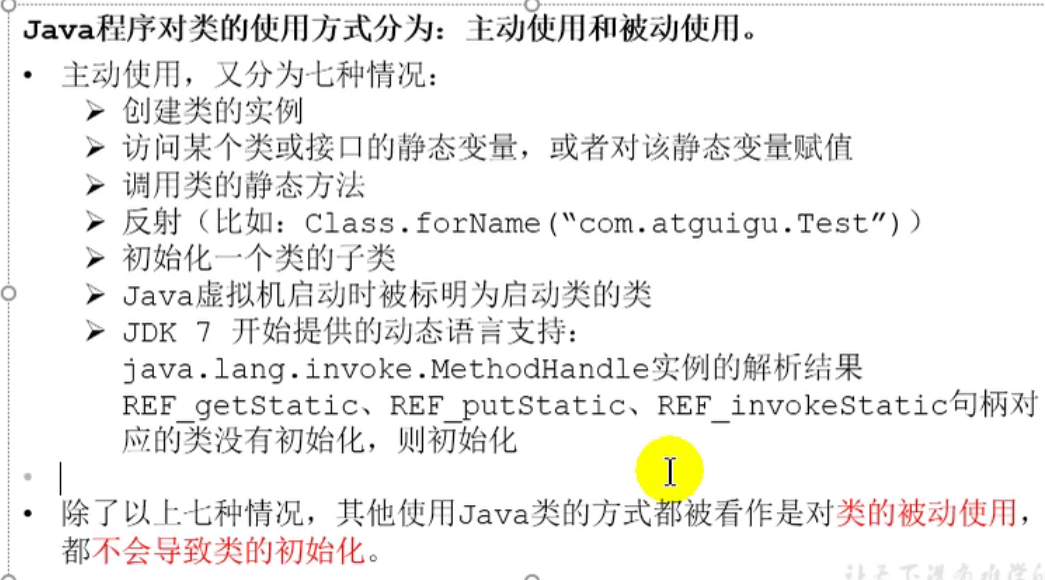 Java程序对类的使用方式分为：主动使用和被动使用。
• 主动使用，又分为七种情况：
➢ 创建类的实例
➢ 访问某个类或接口的静态变量，或者对该静态变量赋值
➢ 调用类的静态方法
➢ 反射（比如：Class.forName(“com.atguigu.Test”)）
➢ 初始化一个类的子类
➢ Java虚拟机启动时被标明为启动类的类
➢ JDK 7 开始提供的动态语言支持：
java.lang.invoke.MethodHandle实例的解析结果
REF_getStatic、REF_putStatic、REF_invokeStatic句柄对
应的类没有初始化，则初始化
• 除了以上七种情况，其他使用Java类的方式都被看作是对类的被动使用，
都不会导致类的初始化。